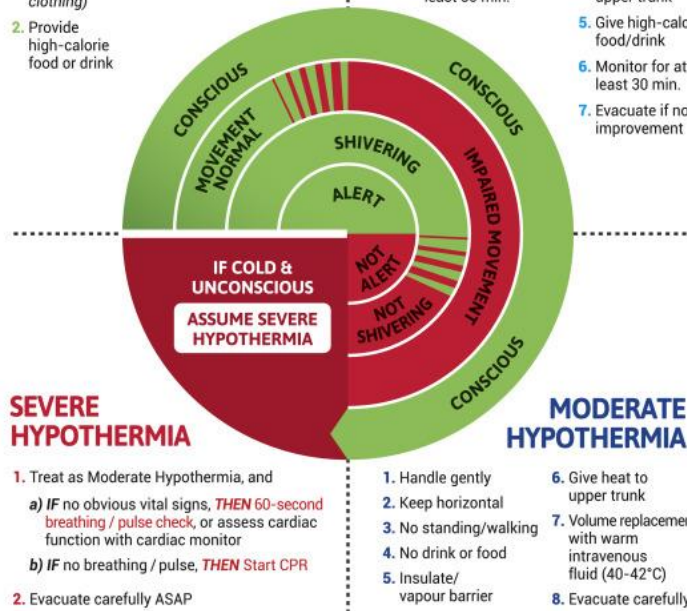 clothing)
2. Provide
high-calorie
food or drink
least 30 min.
upper trunk
5. Give high-calo
food/drink
6. Monitor for at
least 30 min.
7. Evacuate if no
improvement
CONSCIOUS
CONSCIOUS
MOVEMENT
NORMAL
SHIVERING
ALERT
IMPAIRED MOVEMENT
NOT
ALERT
NOT
SHIVERING
CONSCIOUS
IF COLD &
UNCONSCIOUS
ASSUME SEVERE
HYPOTHERMIA
SEVERE
HYPOTHERMIA
1. Treat as Moderate Hypothermia, and
a) IF no obvious vital signs, THEN 60-second
breathing / pulse check, or assess cardiac
function with cardiac monitor
b) IF no breathing / pulse, THEN Start CPR
2. Evacuate carefully ASAP
MODERATE
HYPOTHERMIA
1. Handle gently
2. Keep horizontal
3. No standing/walking
4. No drink or food
5. Insulate/
vapour barrier
6. Give heat to
upper trunk
7. Volume replacemen
with warm
intravenous
fluid (40-42°C)
8. Evacuate carefully